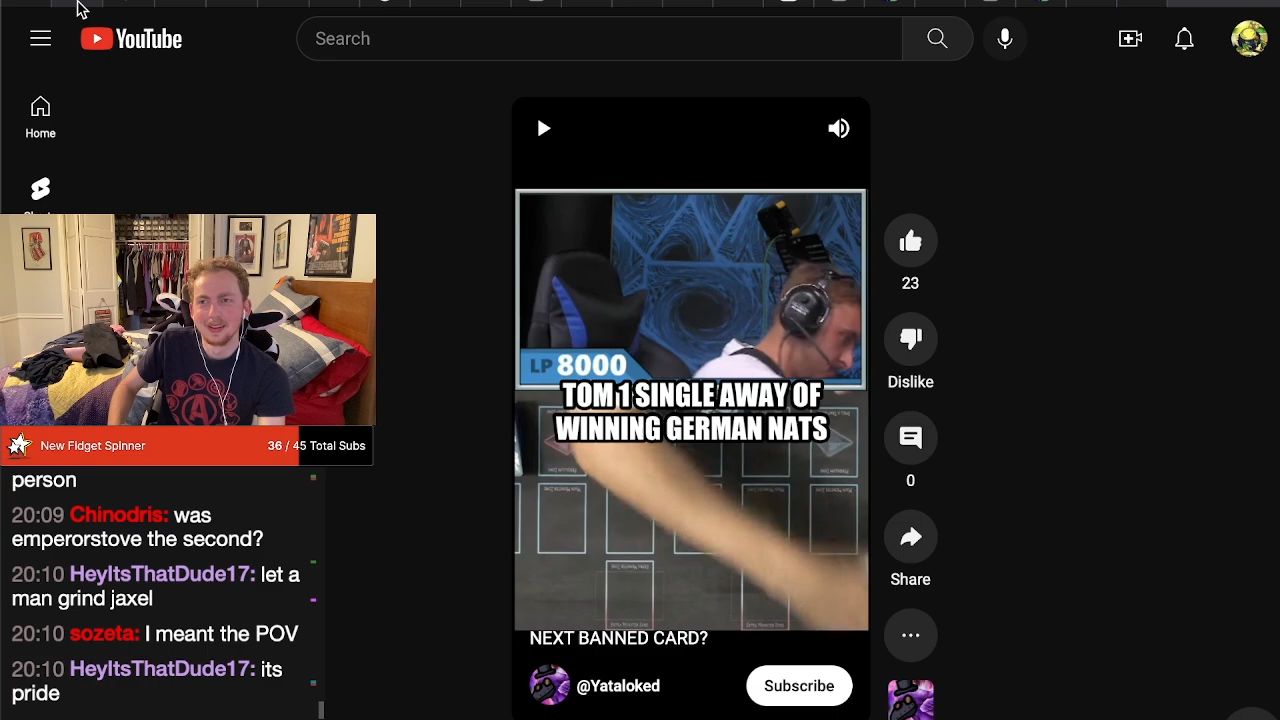 YouTube
Search
Home
LP 8000
TOM 1 SINGLE AWAY OF
WINNING GERMAN NATS
23
Dislike
0
Share
NEXT BANNED CARD?
@Yataloked
Subscribe
New Fidget Spinner
36 / 45 Total Subs
person
20:09 Chinodris: was
emperorstove the second?
20:10 HeyItsThatDude17: let a
man grind jaxel
20:10 sozeta: I meant the POV
20:10 HeyItsThatDude17: its
pride